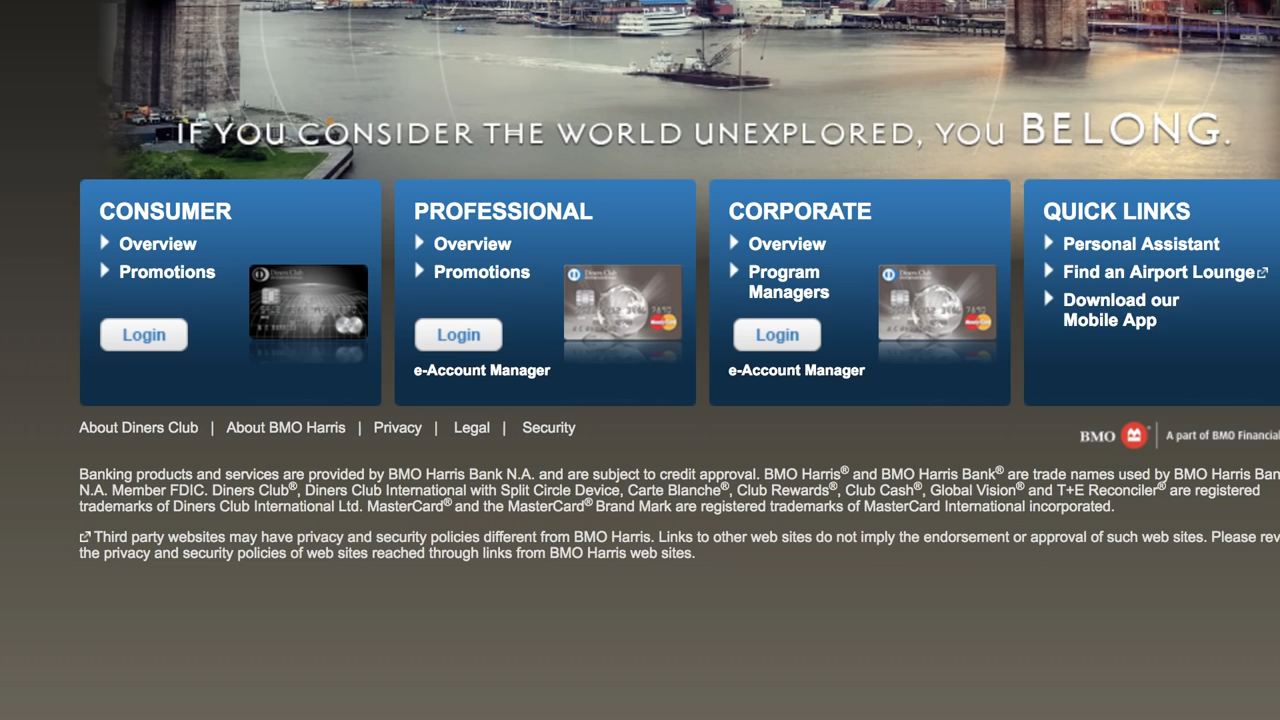 IF YOU CONSIDER THE WORLD UNEXPLORED, YOU BELONG.
CONSUMER
Overview
Promotions
Login
PROFESSIONAL
Overview
Promotions
Login
e-Account Manager
CORPORATE
Overview
Program
Managers
Login
e-Account Manager
QUICK LINKS
Personal Assistant
Find an Airport Lounge
Download our
Mobile App
About Diners Club | About BMO Harris | Privacy | Legal | Security
BMO A part of BMO Financial
Banking products and services are provided by BMO Harris Bank N.A. and are subject to credit approval. BMO Harris® and BMO Harris Bank® are trade names used by BMO Harris Ban
N.A. Member FDIC. Diners Club®, Diners Club International with Split Circle Device, Carte Blanche®, Club Rewards®, Club Cash®, Global Vision® and T+E Reconciler® are registered
trademarks of Diners Club International Ltd. MasterCard® and the MasterCard® Brand Mark are registered trademarks of MasterCard International incorporated.
Third party websites may have privacy and security policies different from BMO Harris. Links to other web sites do not imply the endorsement or approval of such web sites. Please rev
the privacy and security policies of web sites reached through links from BMO Harris web sites.